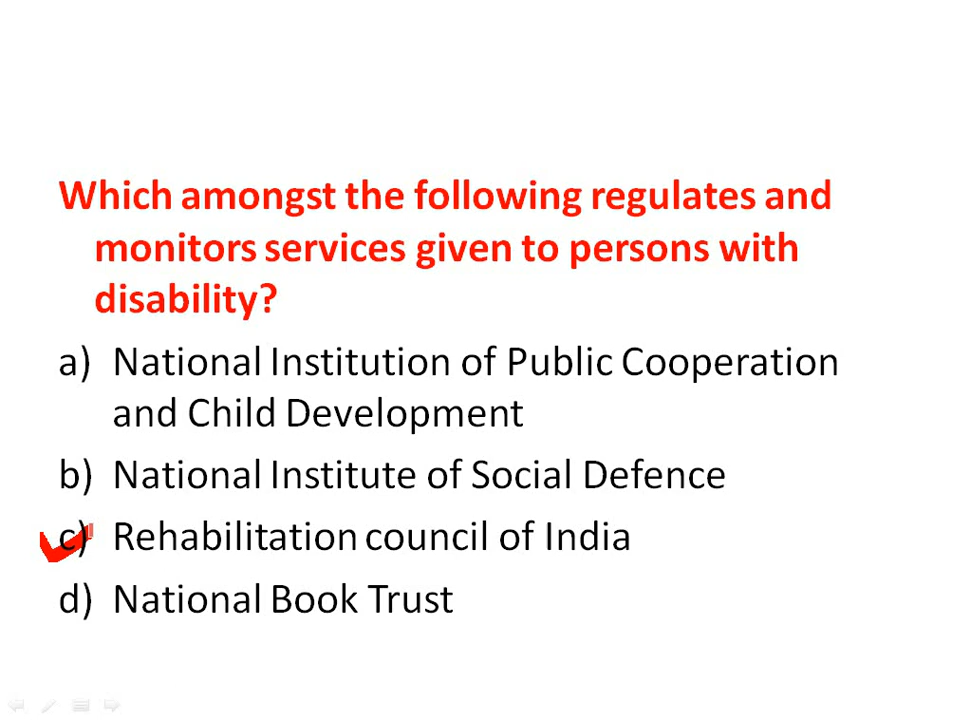 Which amongst the following regulates and
monitors services given to persons with
disability?
a) National Institution of Public Cooperation
and Child Development
b) National Institute of Social Defence
c) Rehabilitation council of India
d) National Book Trust